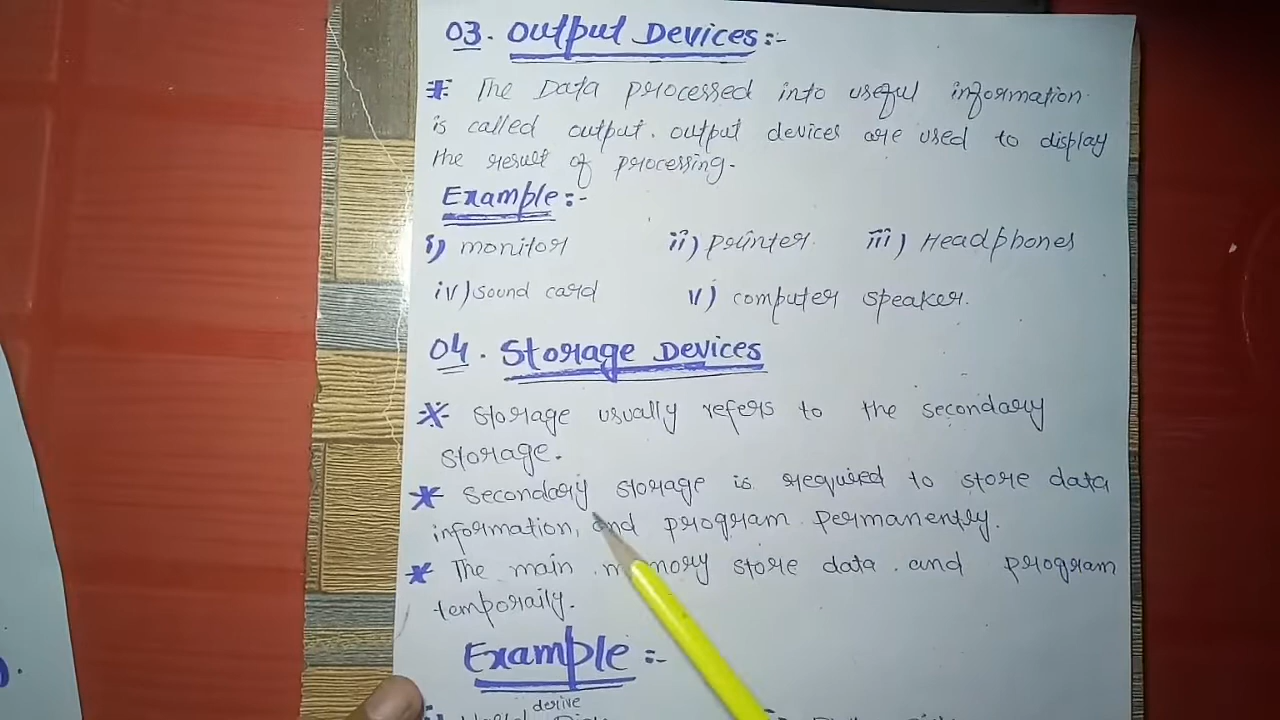 03. Output Devices:-
* The Data processed into useful information
is called output. output devices are used to display
the result of processing.
Example:-
i) monitor ii) printer. iii) Headphones
iv) sound card v) computer speaker.
04. Storage Devices
* Storage usually refers to the secondary
storage.
* Secondary storage is required to store data
information, and program permanently.
* The main memory store data and program
temporaily.
Example:-
derive